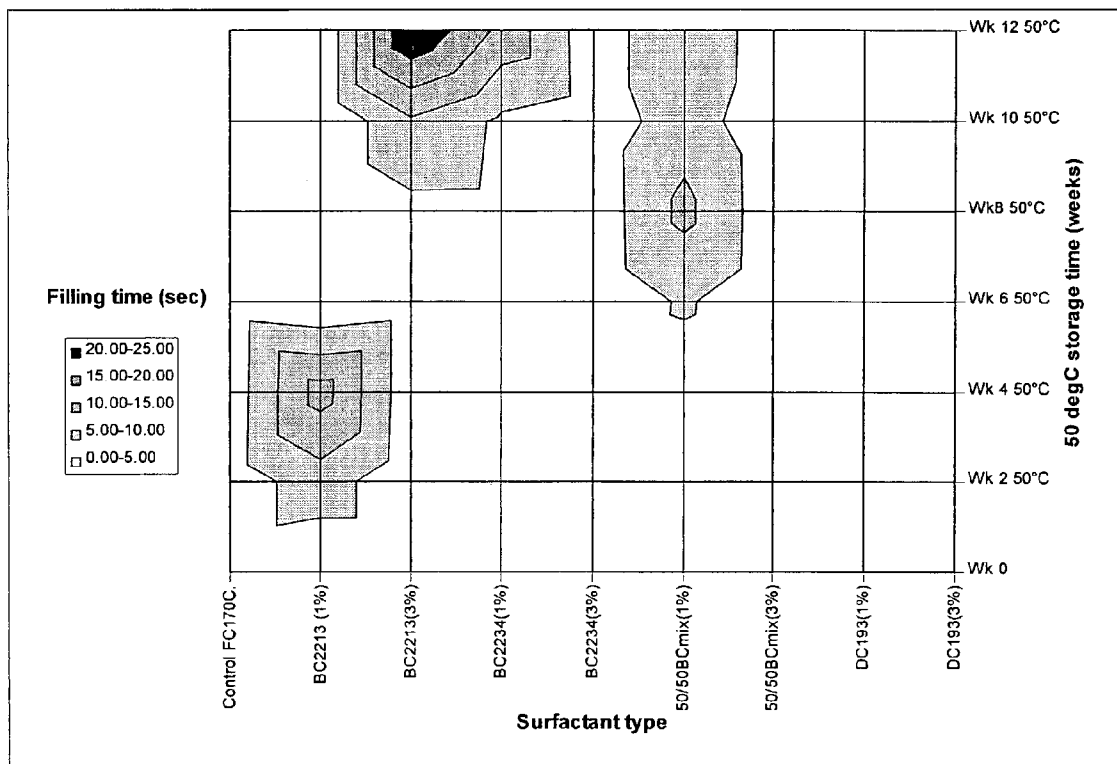 Filling time (sec)
20.00-25.00
15.00-20.00
10.00-15.00
5.00-10.00
0.00-5.00
Wk 12 50°C
Wk 10 50°C
Wk8 50°C
Wk 6 50°C
Wk 4 50°C
Wk 2 50°C
Wk 0
50 degC storage time (weeks)
Control FC170C.
BC2213 (1%)
BC2213(3%)
BC2234(1%)
BC2234(3%)
50/50BCmix(1%)
50/50BCmix(3%)
DC193(1%)
DC193(3%)
Surfactant type